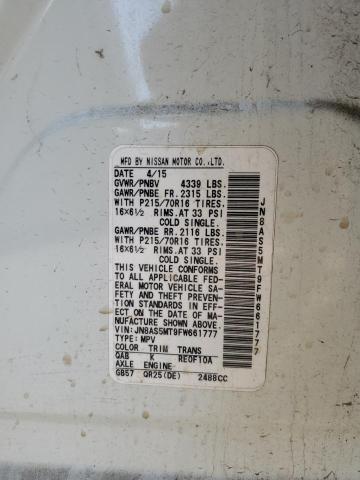 MFD BY NISSAN MOTOR CO.,LTD.
DATE 4/15
GVWR/PNBV 4339 LBS.
GAWR/PNBE FR. 2315 LBS.
WITH P215/70R16 TIRES.
16X6½ RIMS.AT 33 PSI
COLD SINGLE.
GAWR/PNBE RR. 2116 LBS.
WITH P215/70R16 TIRES.
16X6½ RIMS.AT 33 PSI
COLD SINGLE.
THIS VEHICLE CONFORMS
TO ALL APPLICABLE FED-
ERAL MOTOR VEHICLE SA-
FETY AND THEFT PREVEN-
TION STANDARDS IN EFF-
ECT ON THE DATE OF MA-
NUFACTURE SHOWN ABOVE.
VIN:JN8AS5MT9FW661777
TYPE: MPV
COLOR TRIM TRANS
QAB K RE0F10A
AXLE ENGINE
GB57 QR25(DE) 2488CC
JN8AS5MT9FW661777